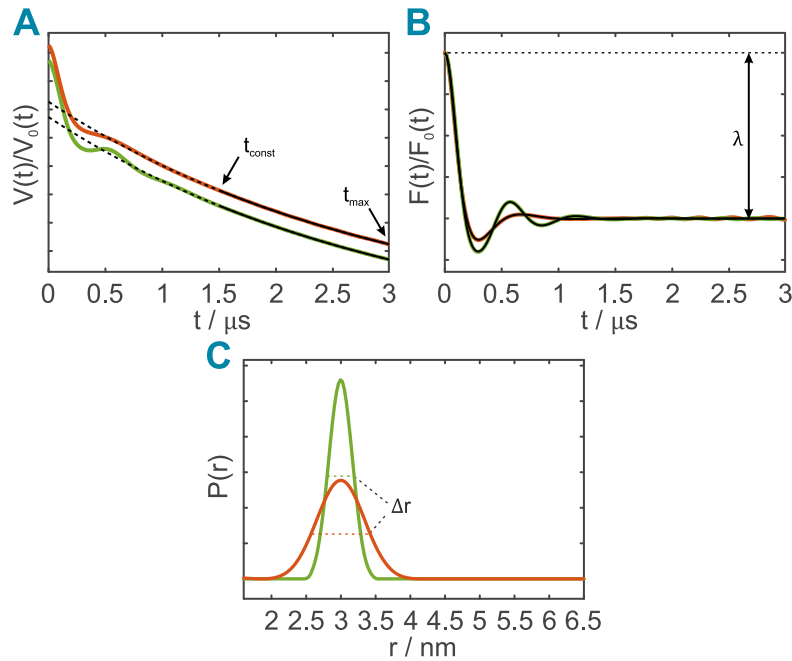 A
B
V(t)/V₀(t)
t_const
t_max
0 0.5 1 1.5 2 2.5 3
t / μs
F(t)/F₀(t)
λ
0 0.5 1 1.5 2 2.5 3
t / μs
C
P(r)
Δr
2 2.5 3 3.5 4 4.5 5 5.5 6 6.5
r / nm